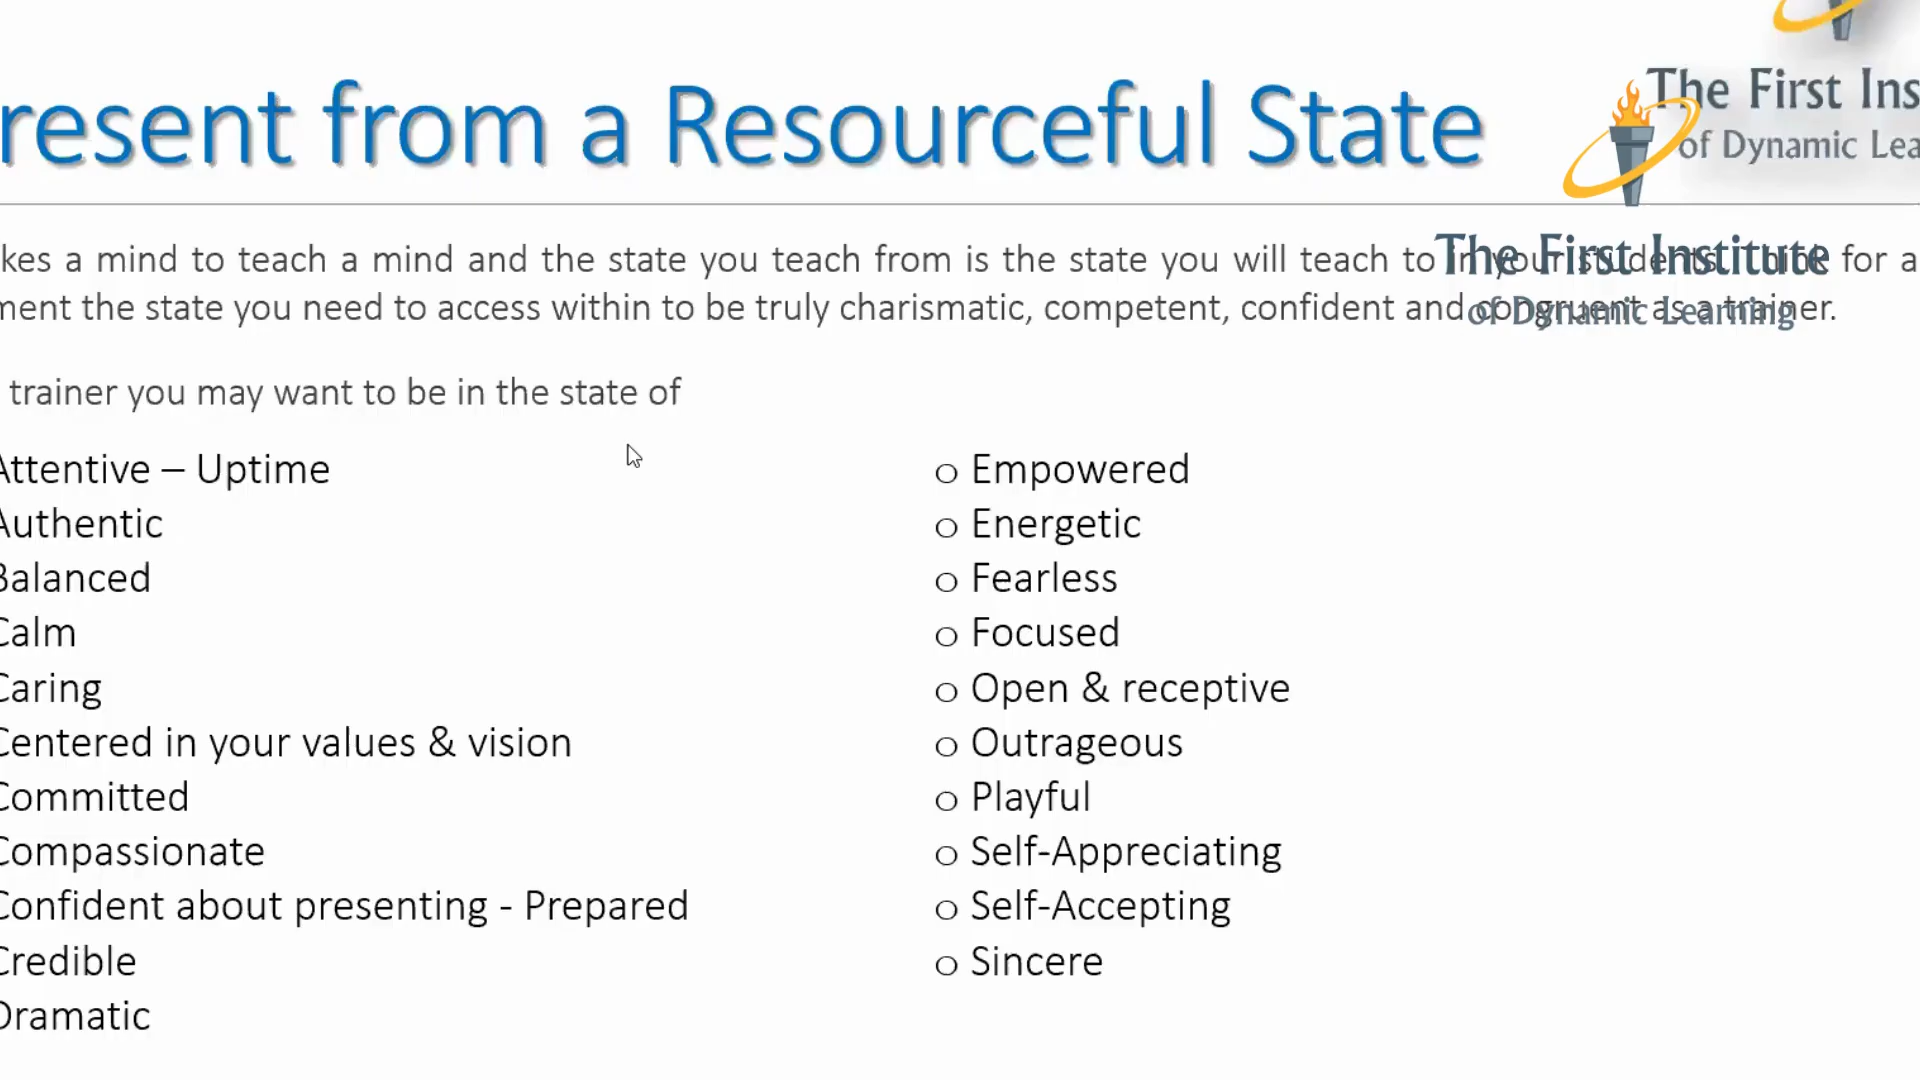 resent from a Resourceful State
The First Ins
of Dynamic Lea
kes a mind to teach a mind and the state you teach from is the state you will teach to in your students. for a
ment the state you need to access within to be truly charismatic, competent, confident and congruent as a trainer.
The First Institute
of Dynamic Learning
trainer you may want to be in the state of
Attentive – Uptime
Authentic
Balanced
Calm
Caring
Centered in your values & vision
Committed
Compassionate
Confident about presenting - Prepared
Credible
Dramatic
o Empowered
o Energetic
o Fearless
o Focused
o Open & receptive
o Outrageous
o Playful
o Self-Appreciating
o Self-Accepting
o Sincere